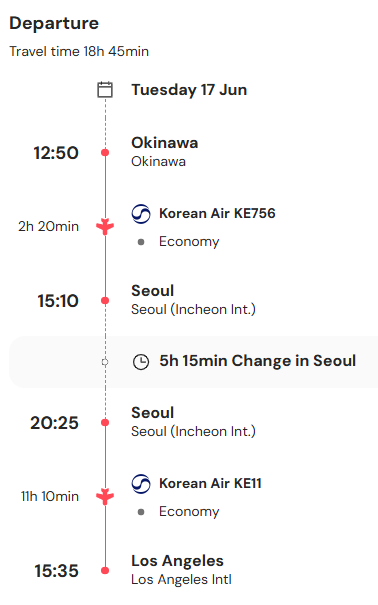 Departure
Travel time 18h 45min
Tuesday 17 Jun
12:50 Okinawa
Okinawa
Korean Air KE756
2h 20min
Economy
15:10 Seoul
Seoul (Incheon Int.)
5h 15min Change in Seoul
20:25 Seoul
Seoul (Incheon Int.)
Korean Air KE11
11h 10min
Economy
15:35 Los Angeles
Los Angeles Intl